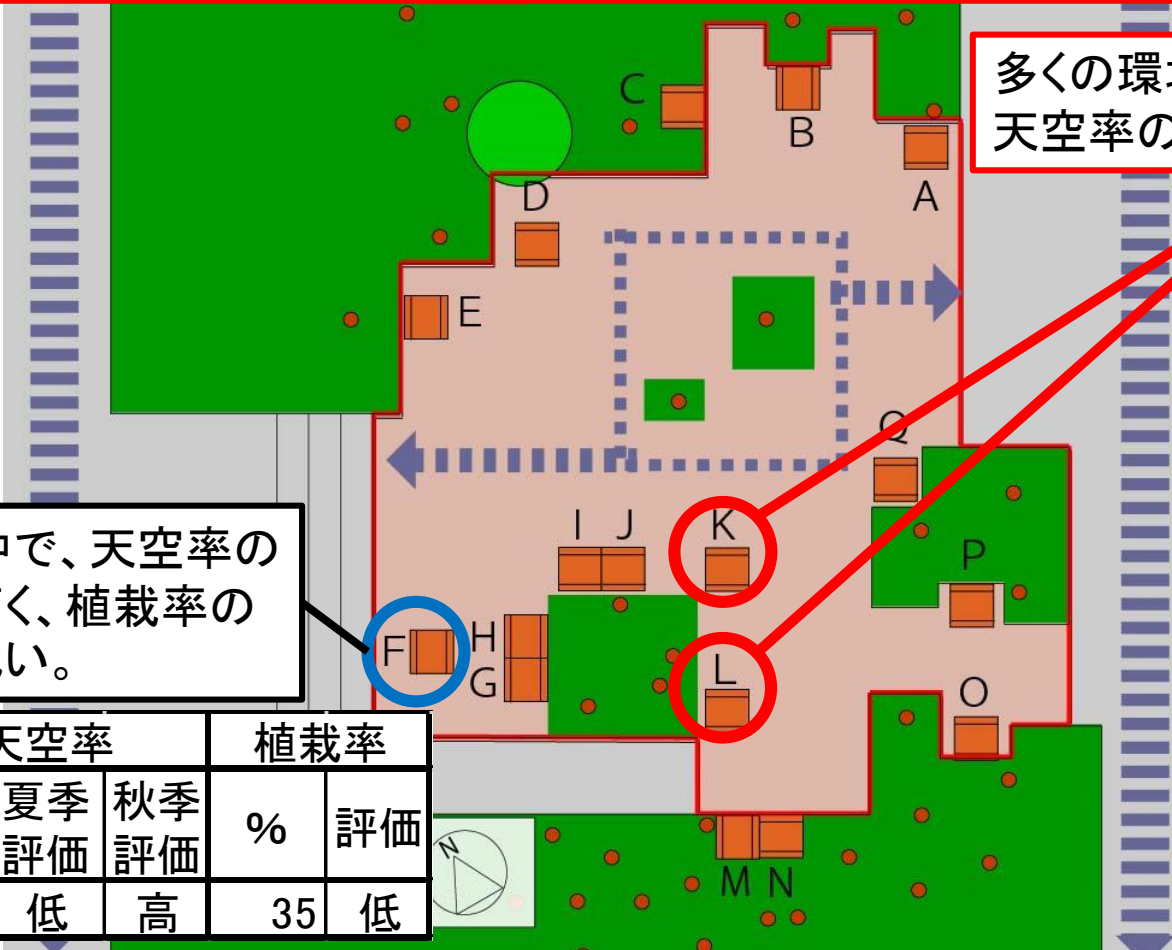 多くの環
天空率の
C
B
A
D
E
Q
I J
K
P
中で、天空率の
く、植栽率の
い。
F
H
G
L
O
天空率 植栽率
夏季 秋季 % 評価
評価 評価
低 高 35 低
N
M N